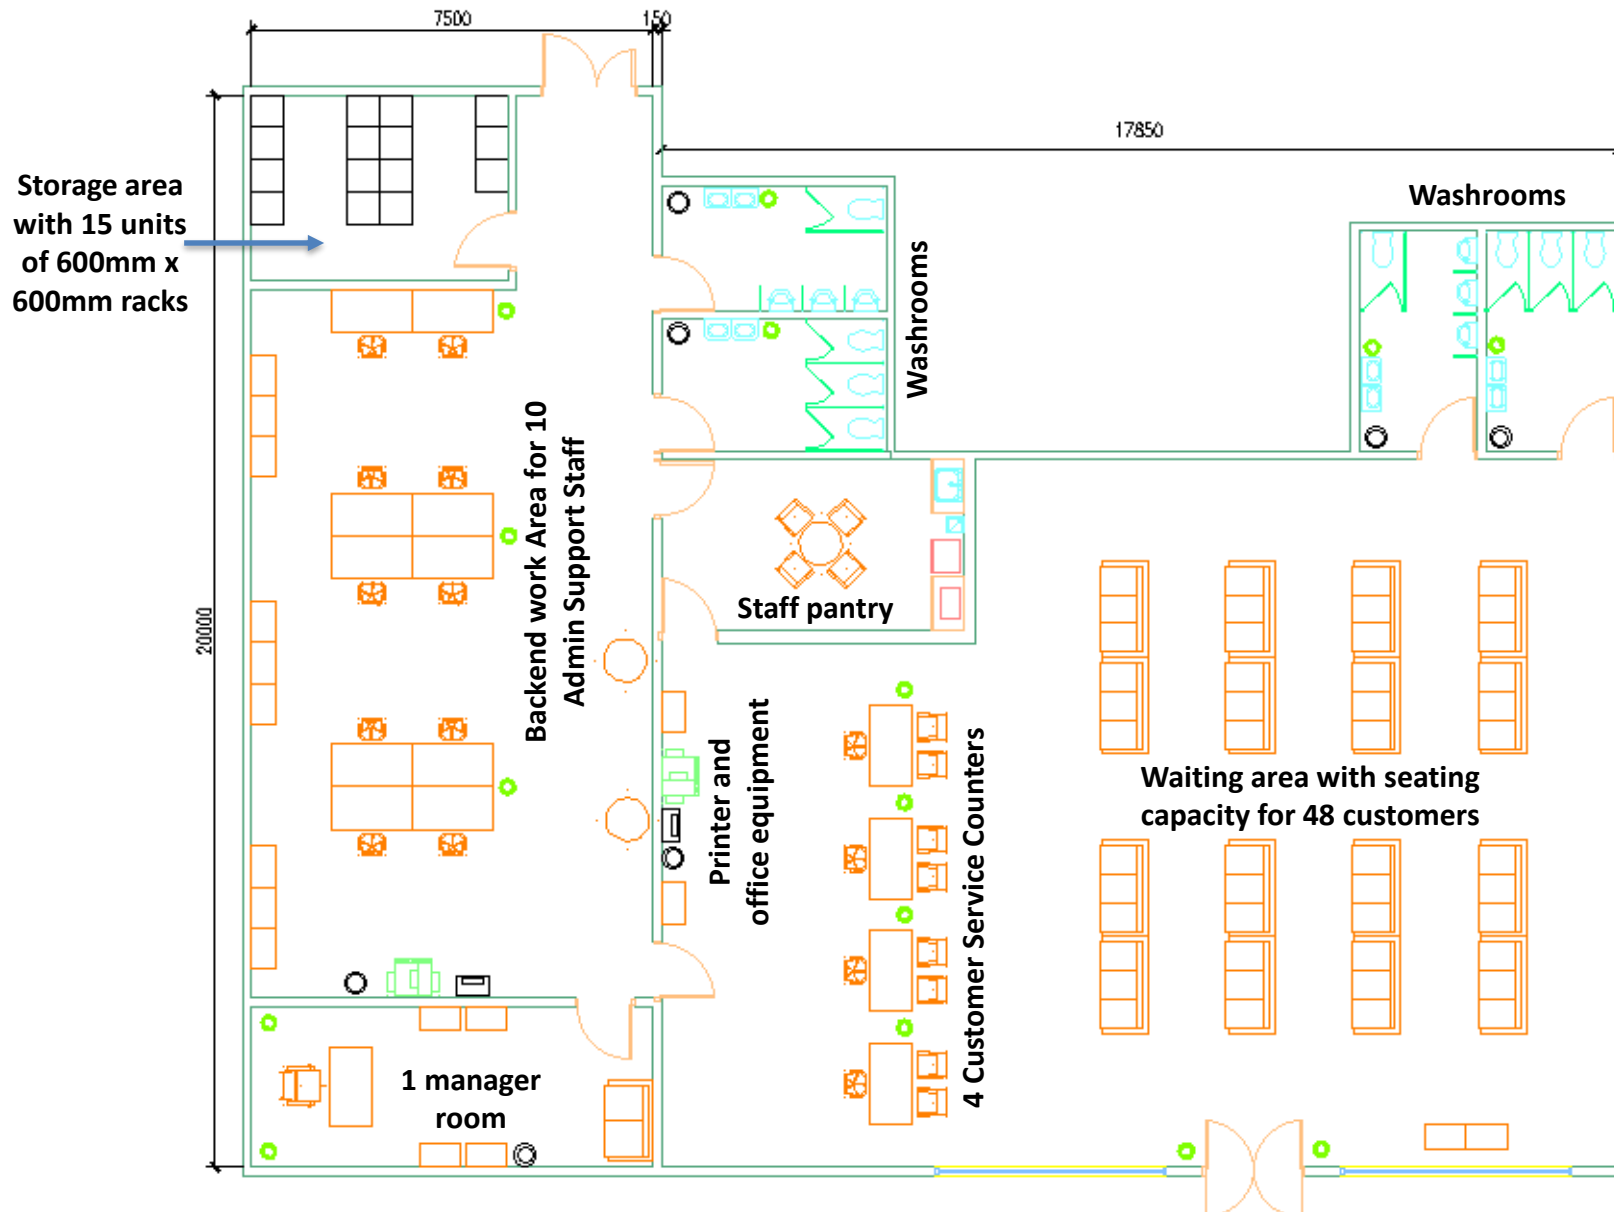 7500
150
17850
Storage area
with 15 units
of 600mm x
600mm racks
Washrooms
Washrooms
20000
Backend work Area for 10
Admin Support Staff
Staff pantry
Printer and
office equipment
4 Customer Service Counters
Waiting area with seating
capacity for 48 customers
1 manager
room